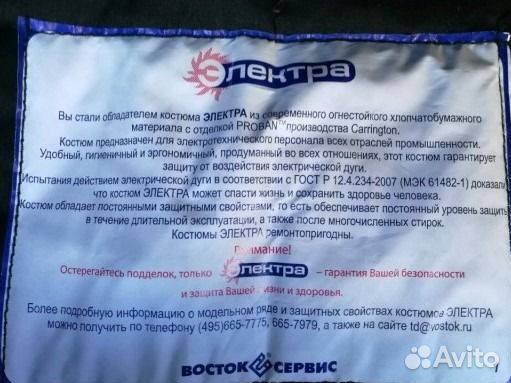 Электра
Вы стали обладателем костюма ЭЛЕКТРА из современного огнестойкого хлопчатобумажного
материала с отделкой PROBAN™ производства Carrington.
Костюм предназначен для электротехнического персонала всех отраслей промышленности.
Удобный, гигиеничный и эргономичный, продуманный во всех отношениях, этот костюм гарантирует
защиту от воздействия электрической дуги.
Испытания действием электрической дуги в соответствии с ГОСТ Р 12.4.234-2007 (МЭК 61482-1) доказали,
что костюм ЭЛЕКТРА может спасти жизнь и сохранить здоровье человека.
Костюм обладает постоянными защитными свойствами, то есть обеспечивает постоянный уровень защиты
в течение длительной эксплуатации, а также после многочисленных стирок.
Костюмы ЭЛЕКТРА ремонтопригодны.
Внимание!
Остерегайтесь подделок, только Электра – гарантия Вашей безопасности
и защита Вашей жизни и здоровья.
Более подробную информацию о модельном ряде и защитных свойствах костюмов ЭЛЕКТРА
можно получить по телефону (495)665-7775, 665-7979, а также на сайте td@vostok.ru
ВОСТОК СЕРВИС
1
Avito